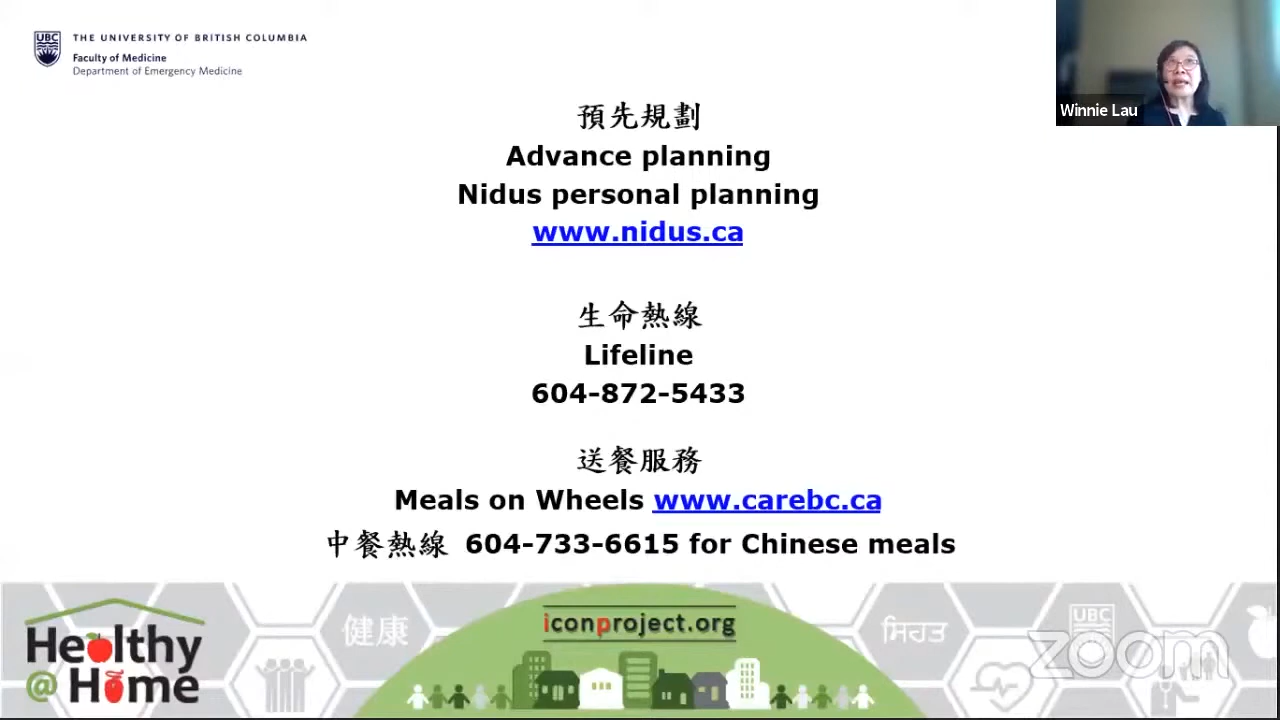 UBC
THE UNIVERSITY OF BRITISH COLUMBIA
Faculty of Medicine
Department of Emergency Medicine
Winnie Lau
預先規劃
Advance planning
Nidus personal planning
www.nidus.ca
生命熱線
Lifeline
604-872-5433
送餐服務
Meals on Wheels www.carebc.ca
中餐熱線 604-733-6615 for Chinese meals
Healthy
@ Home
健康
iconproject.org
ਸਿਹਤ
UBC
zoom